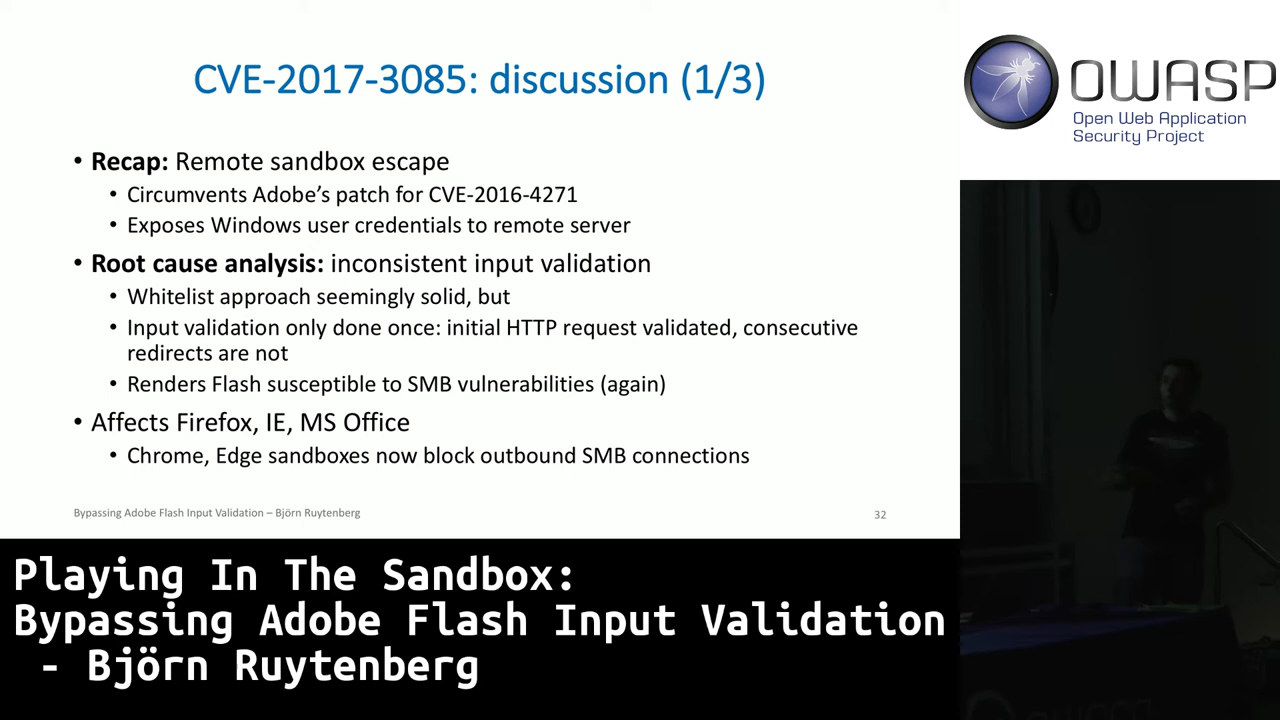 CVE-2017-3085: discussion (1/3)
• Recap: Remote sandbox escape
• Circumvents Adobe's patch for CVE-2016-4271
• Exposes Windows user credentials to remote server
• Root cause analysis: inconsistent input validation
• Whitelist approach seemingly solid, but
• Input validation only done once: initial HTTP request validated, consecutive
redirects are not
• Renders Flash susceptible to SMB vulnerabilities (again)
• Affects Firefox, IE, MS Office
• Chrome, Edge sandboxes now block outbound SMB connections
Bypassing Adobe Flash Input Validation – Björn Ruytenberg
32
OWASP
Open Web Application
Security Project
Playing In The Sandbox:
Bypassing Adobe Flash Input Validation
- Björn Ruytenberg